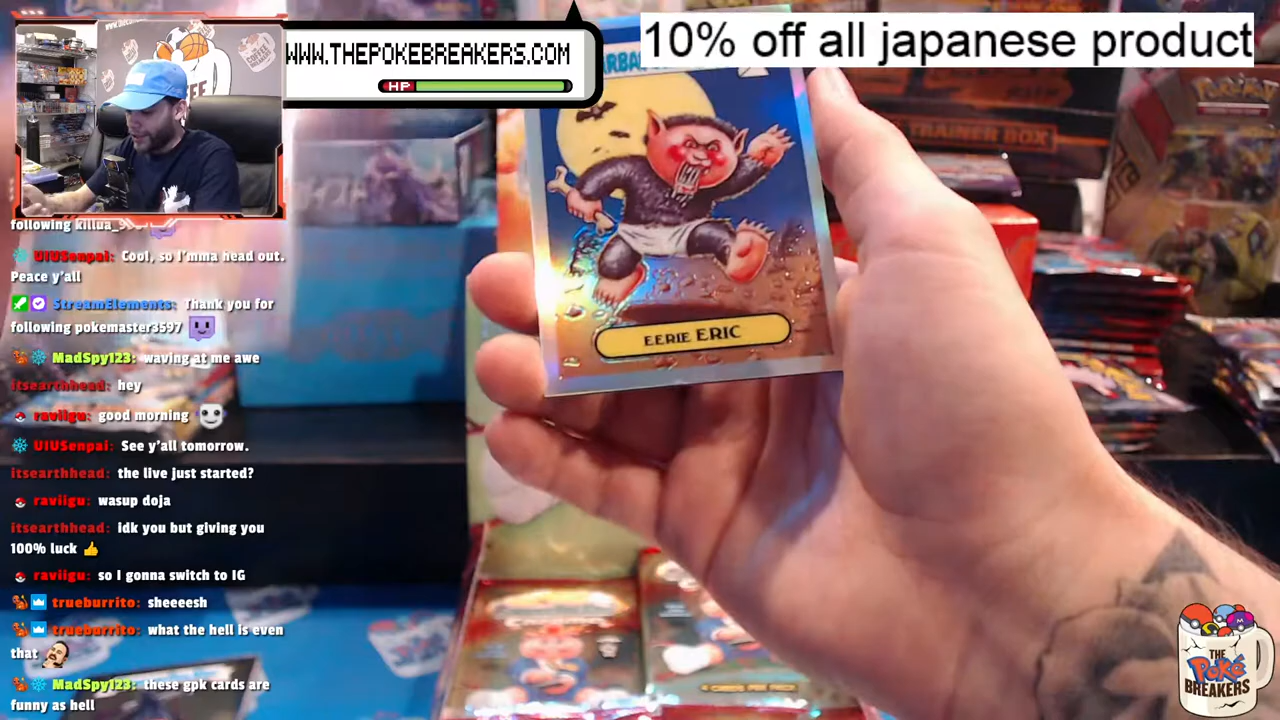 WWW.THEPOKEBREAKERS.COM
HP
10% off all japanese product
TRAINER BOX
EERIE ERIC
following killua_9
UIUSenpai: Cool, so I'mma head out.
Peace y'all
StreamElements: Thank you for
following pokemaster3597
MadSpy123: waving at me awe
itsearthhead: hey
raviigu: good morning
UIUSenpai: See y'all tomorrow.
itsearthhead: the live just started?
raviigu: wasup doja
itsearthhead: idk you but giving you
100% luck 👍
raviigu: so I gonna switch to IG
trueburrito: sheeeesh
trueburrito: what the hell is even
that
MadSpy123: these gpk cards are
funny as hell
THE
Poké
BREAKERS